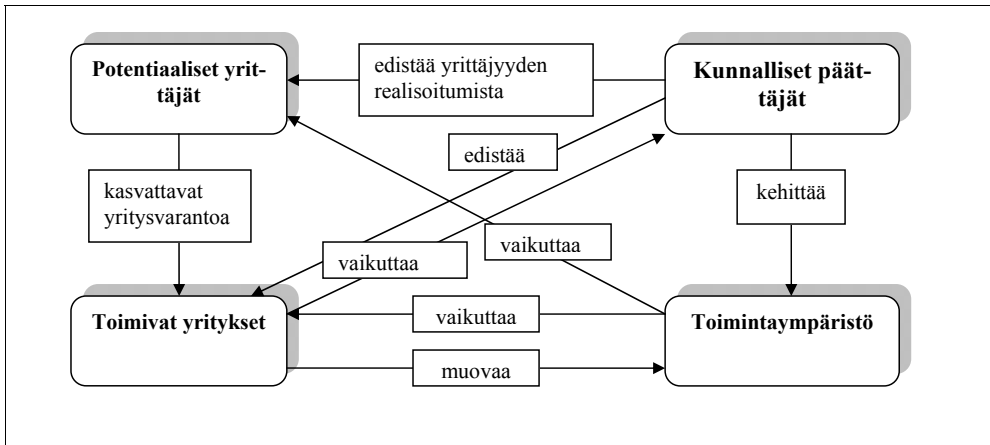 Potentiaaliset yrit-
täjät
edistää yrittäjyyden
realisoitumista
Kunnalliset päät-
täjät
edistää
kasvattavat
yritysvarantoa
kehittää
vaikuttaa
vaikuttaa
Toimivat yritykset
vaikuttaa
Toimintaympäristö
muovaa